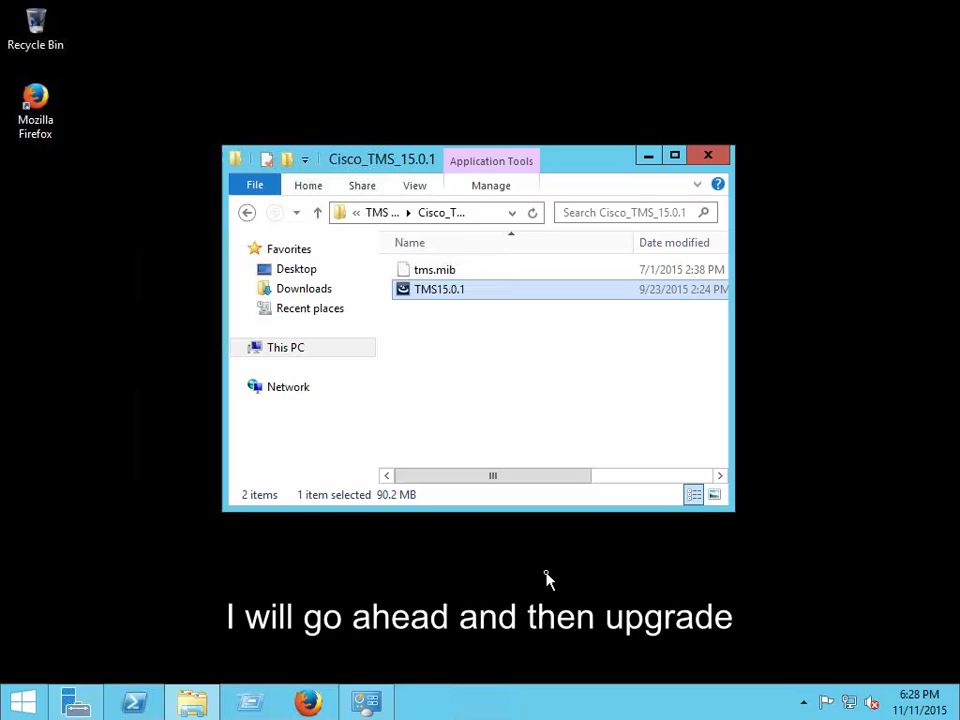 Recycle Bin
Mozilla
Firefox
Cisco_TMS_15.0.1
Application Tools
File
Home
Share
View
Manage
« TMS ...
Cisco_T...
Search Cisco_TMS_15.0.1
Favorites
Desktop
Downloads
Recent places
This PC
Network
Name
Date modified
tms.mib
7/1/2015 2:38 PM
TMS15.0.1
9/23/2015 2:24 PM
2 items
1 item selected
90.2 MB
I will go ahead and then upgrade
6:28 PM
11/11/2015